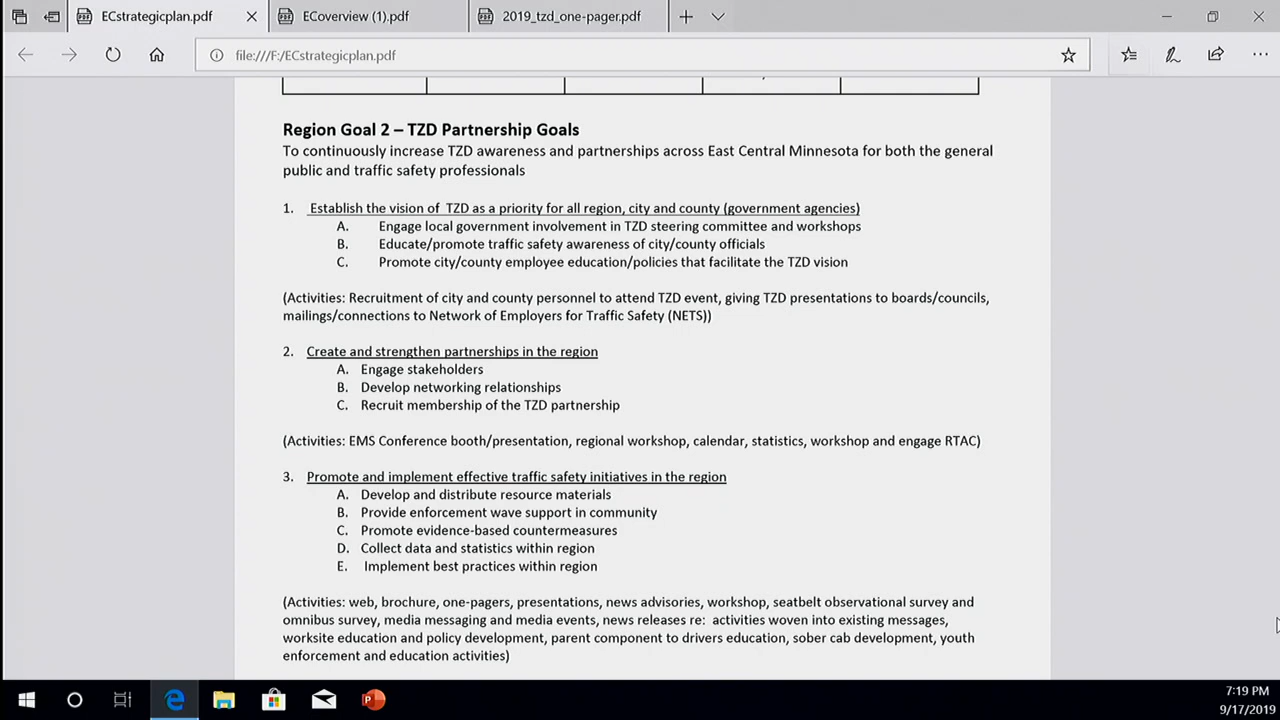 ECstrategicplan.pdf
ECoverview (1).pdf
2019_tzd_one-pager.pdf
file:///F:/ECstrategicplan.pdf
Region Goal 2 – TZD Partnership Goals
To continuously increase TZD awareness and partnerships across East Central Minnesota for both the general
public and traffic safety professionals
1. Establish the vision of TZD as a priority for all region, city and county (government agencies)
A. Engage local government involvement in TZD steering committee and workshops
B. Educate/promote traffic safety awareness of city/county officials
C. Promote city/county employee education/policies that facilitate the TZD vision
(Activities: Recruitment of city and county personnel to attend TZD event, giving TZD presentations to boards/councils,
mailings/connections to Network of Employers for Traffic Safety (NETS))
2. Create and strengthen partnerships in the region
A. Engage stakeholders
B. Develop networking relationships
C. Recruit membership of the TZD partnership
(Activities: EMS Conference booth/presentation, regional workshop, calendar, statistics, workshop and engage RTAC)
3. Promote and implement effective traffic safety initiatives in the region
A. Develop and distribute resource materials
B. Provide enforcement wave support in community
C. Promote evidence-based countermeasures
D. Collect data and statistics within region
E. Implement best practices within region
(Activities: web, brochure, one-pagers, presentations, news advisories, workshop, seatbelt observational survey and
omnibus survey, media messaging and media events, news releases re: activities woven into existing messages,
worksite education and policy development, parent component to drivers education, sober cab development, youth
enforcement and education activities)
7:19 PM
9/17/2019